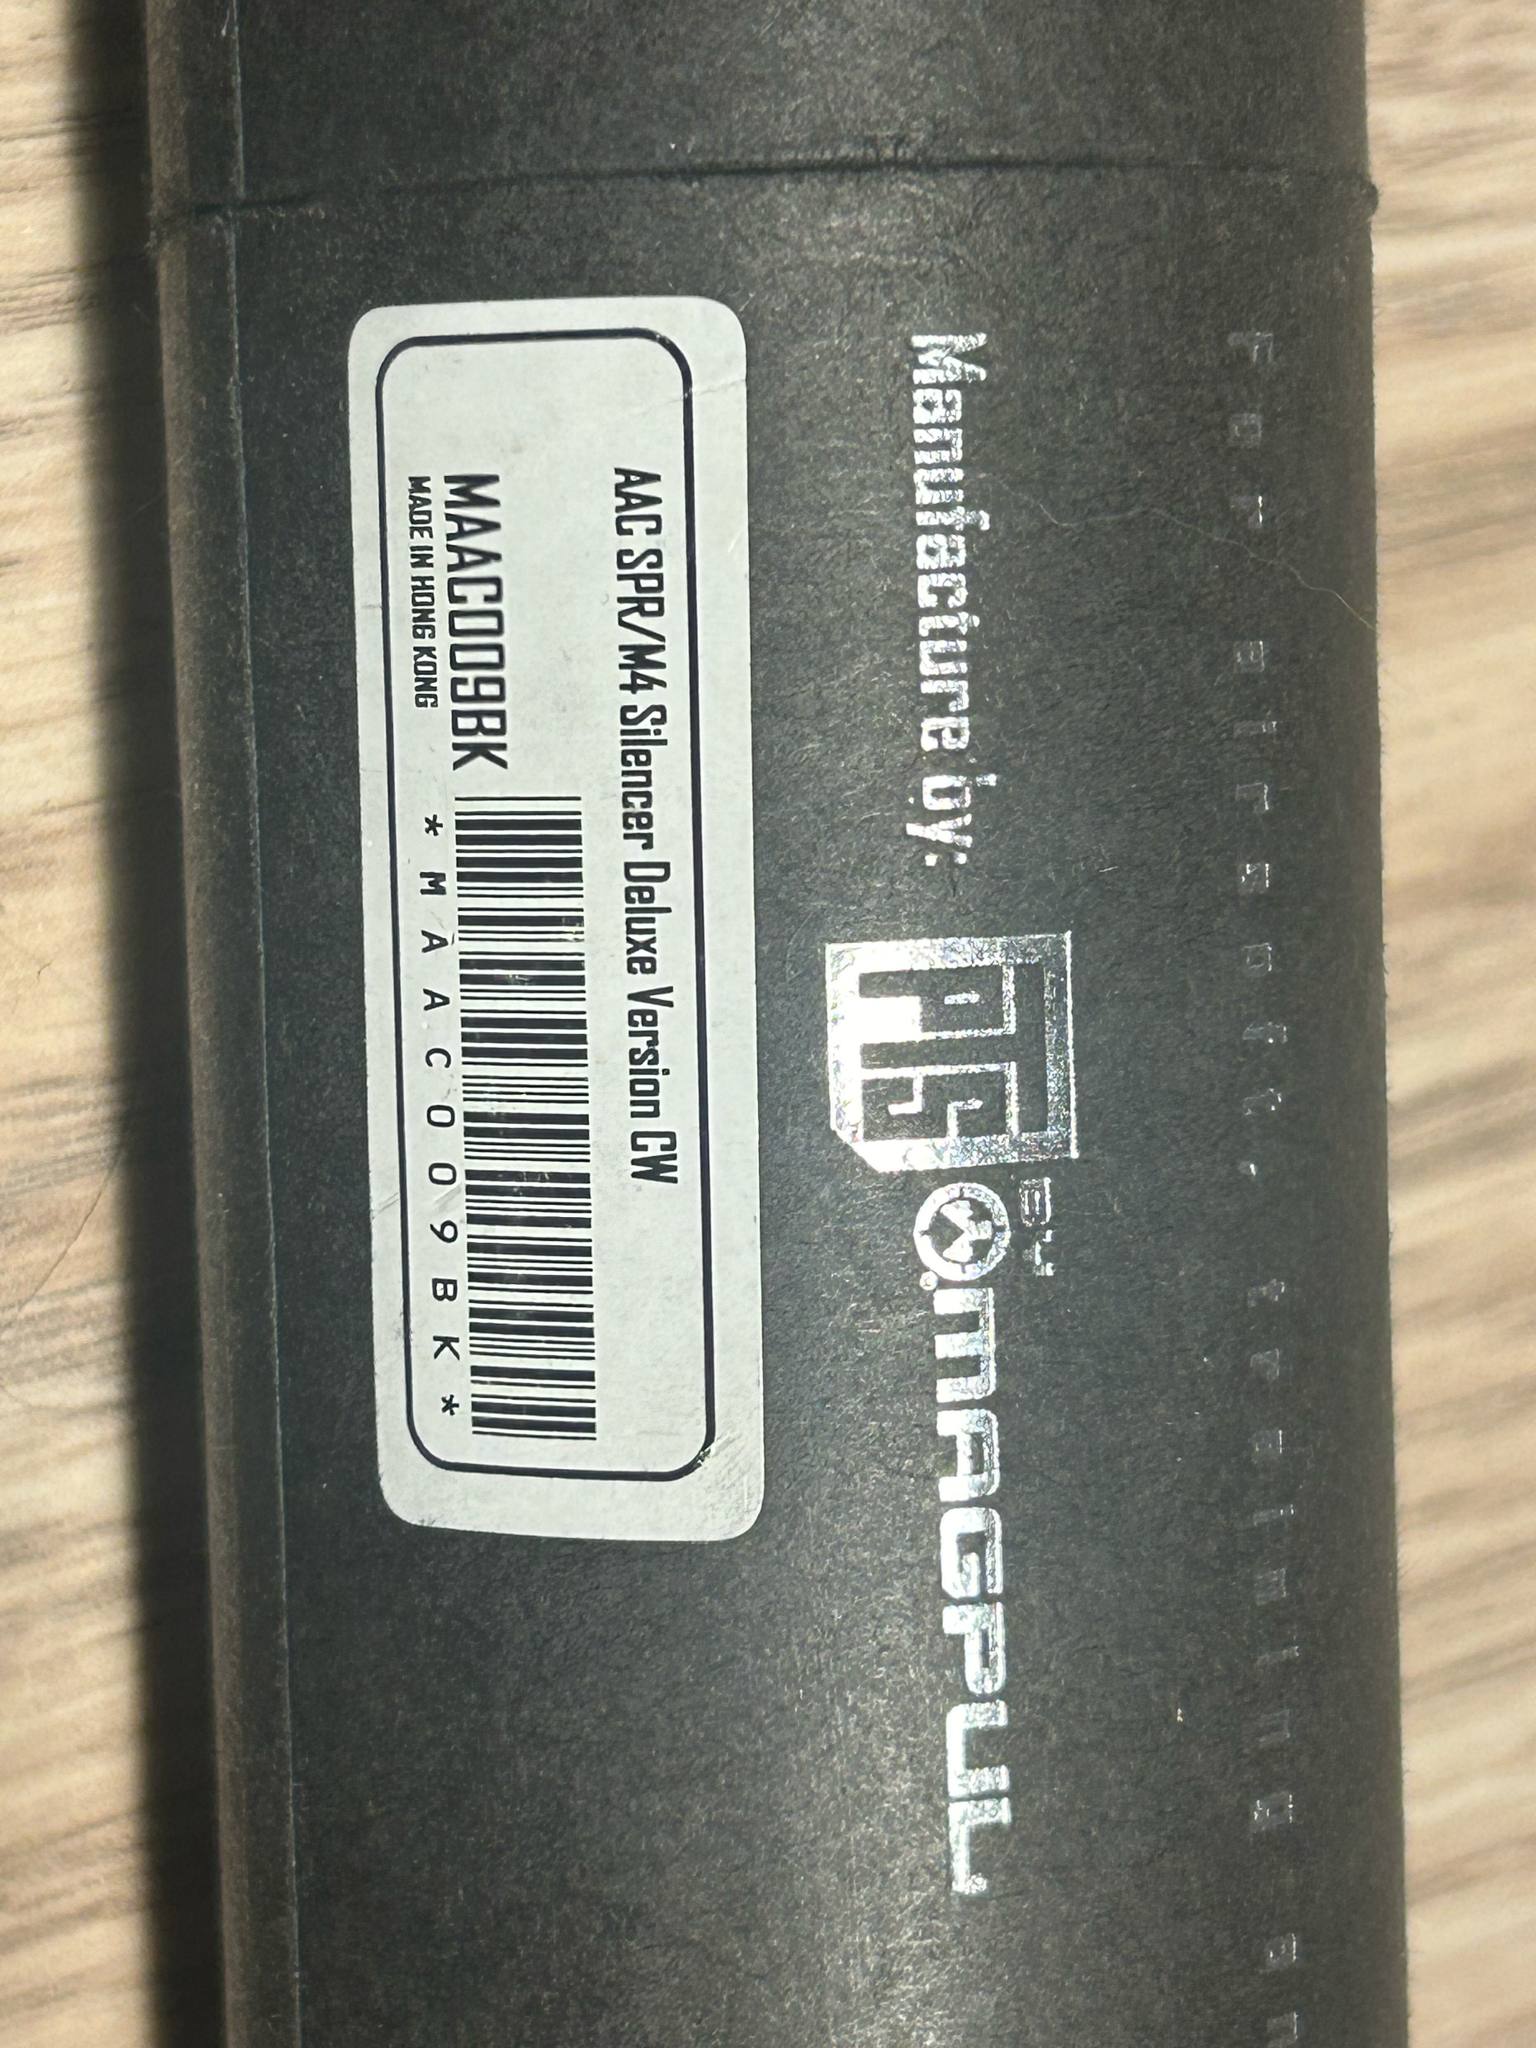 For airsoft, training an
Manufacture by:
PTS
BY
MAGPUL
AAC SPR/M4 Silencer Deluxe Version CW
MAAC009BK
MADE IN HONG KONG
*MAAC009BK*